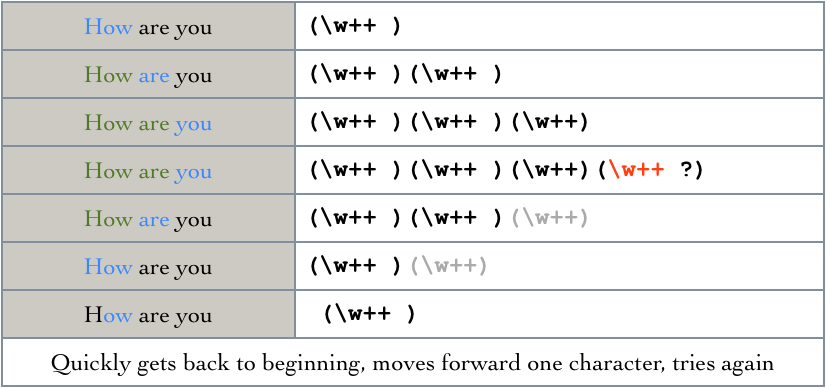 How are you (\w++ )
How are you (\w++ )(\w++ )
How are you (\w++ )(\w++ )(\w++)
How are you (\w++ )(\w++ )(\w++)(\w++ ?)
How are you (\w++ )(\w++ )(\w++)
How are you (\w++ )(\w++)
How are you (\w++ )
Quickly gets back to beginning, moves forward one character, tries again